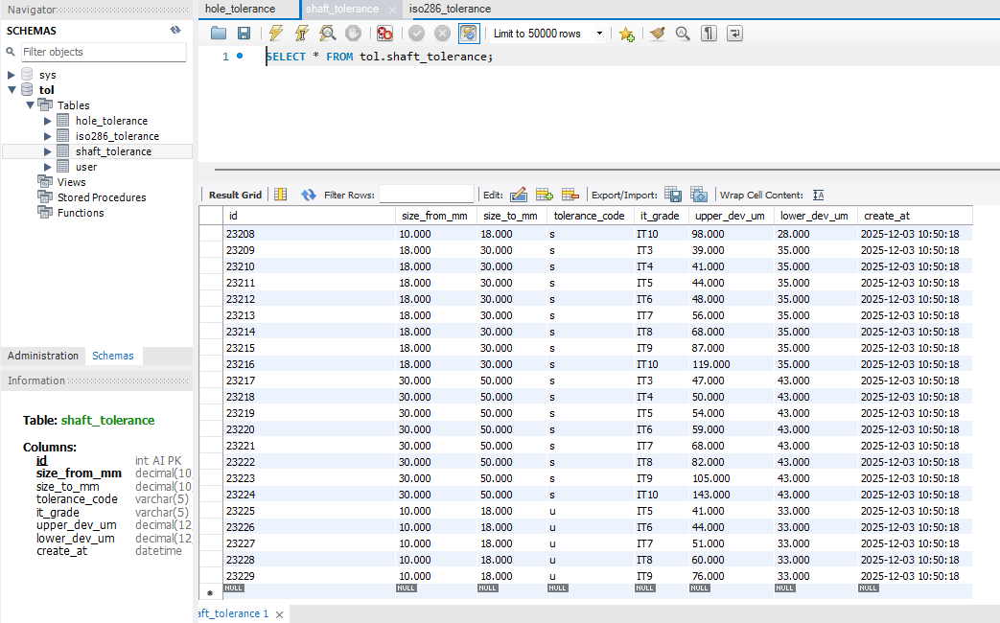 Navigator
SCHEMAS
Filter objects
sys
tol
Tables
hole_tolerance
iso286_tolerance
shaft_tolerance
user
Views
Stored Procedures
Functions
Administration Schemas
Information
Table: shaft_tolerance
Columns:
id int AI PK
size_from_mm decimal(10,
size_to_mm decimal(10,
tolerance_code varchar(5)
it_grade varchar(5)
upper_dev_um decimal(12,
lower_dev_um decimal(12,
create_at datetime
hole_tolerance shaft_tolerance iso286_tolerance
Limit to 50000 rows
1 SELECT * FROM tol.shaft_tolerance;
Result Grid Filter Rows: Edit: Export/Import: Wrap Cell Content:
id size_from_mm size_to_mm tolerance_code it_grade upper_dev_um lower_dev_um create_at
23208 10.000 18.000 s IT10 98.000 28.000 2025-12-03 10:50:18
23209 18.000 30.000 s IT3 39.000 35.000 2025-12-03 10:50:18
23210 18.000 30.000 s IT4 41.000 35.000 2025-12-03 10:50:18
23211 18.000 30.000 s IT5 44.000 35.000 2025-12-03 10:50:18
23212 18.000 30.000 s IT6 48.000 35.000 2025-12-03 10:50:18
23213 18.000 30.000 s IT7 56.000 35.000 2025-12-03 10:50:18
23214 18.000 30.000 s IT8 68.000 35.000 2025-12-03 10:50:18
23215 18.000 30.000 s IT9 87.000 35.000 2025-12-03 10:50:18
23216 18.000 30.000 s IT10 119.000 35.000 2025-12-03 10:50:18
23217 30.000 50.000 s IT3 47.000 43.000 2025-12-03 10:50:18
23218 30.000 50.000 s IT4 50.000 43.000 2025-12-03 10:50:18
23219 30.000 50.000 s IT5 54.000 43.000 2025-12-03 10:50:18
23220 30.000 50.000 s IT6 59.000 43.000 2025-12-03 10:50:18
23221 30.000 50.000 s IT7 68.000 43.000 2025-12-03 10:50:18
23222 30.000 50.000 s IT8 82.000 43.000 2025-12-03 10:50:18
23223 30.000 50.000 s IT9 105.000 43.000 2025-12-03 10:50:18
23224 30.000 50.000 s IT10 143.000 43.000 2025-12-03 10:50:18
23225 10.000 18.000 u IT5 41.000 33.000 2025-12-03 10:50:18
23226 10.000 18.000 u IT6 44.000 33.000 2025-12-03 10:50:18
23227 10.000 18.000 u IT7 51.000 33.000 2025-12-03 10:50:18
23228 10.000 18.000 u IT8 60.000 33.000 2025-12-03 10:50:18
23229 10.000 18.000 u IT9 76.000 33.000 2025-12-03 10:50:18
NULL NULL NULL NULL NULL NULL NULL NULL
aft_tolerance 1